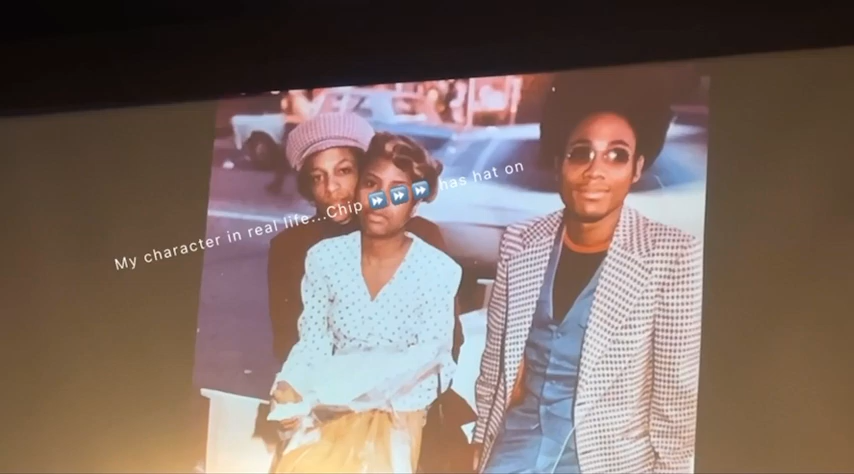 My character in real life...Chip ⏩⏩⏩ has hat on